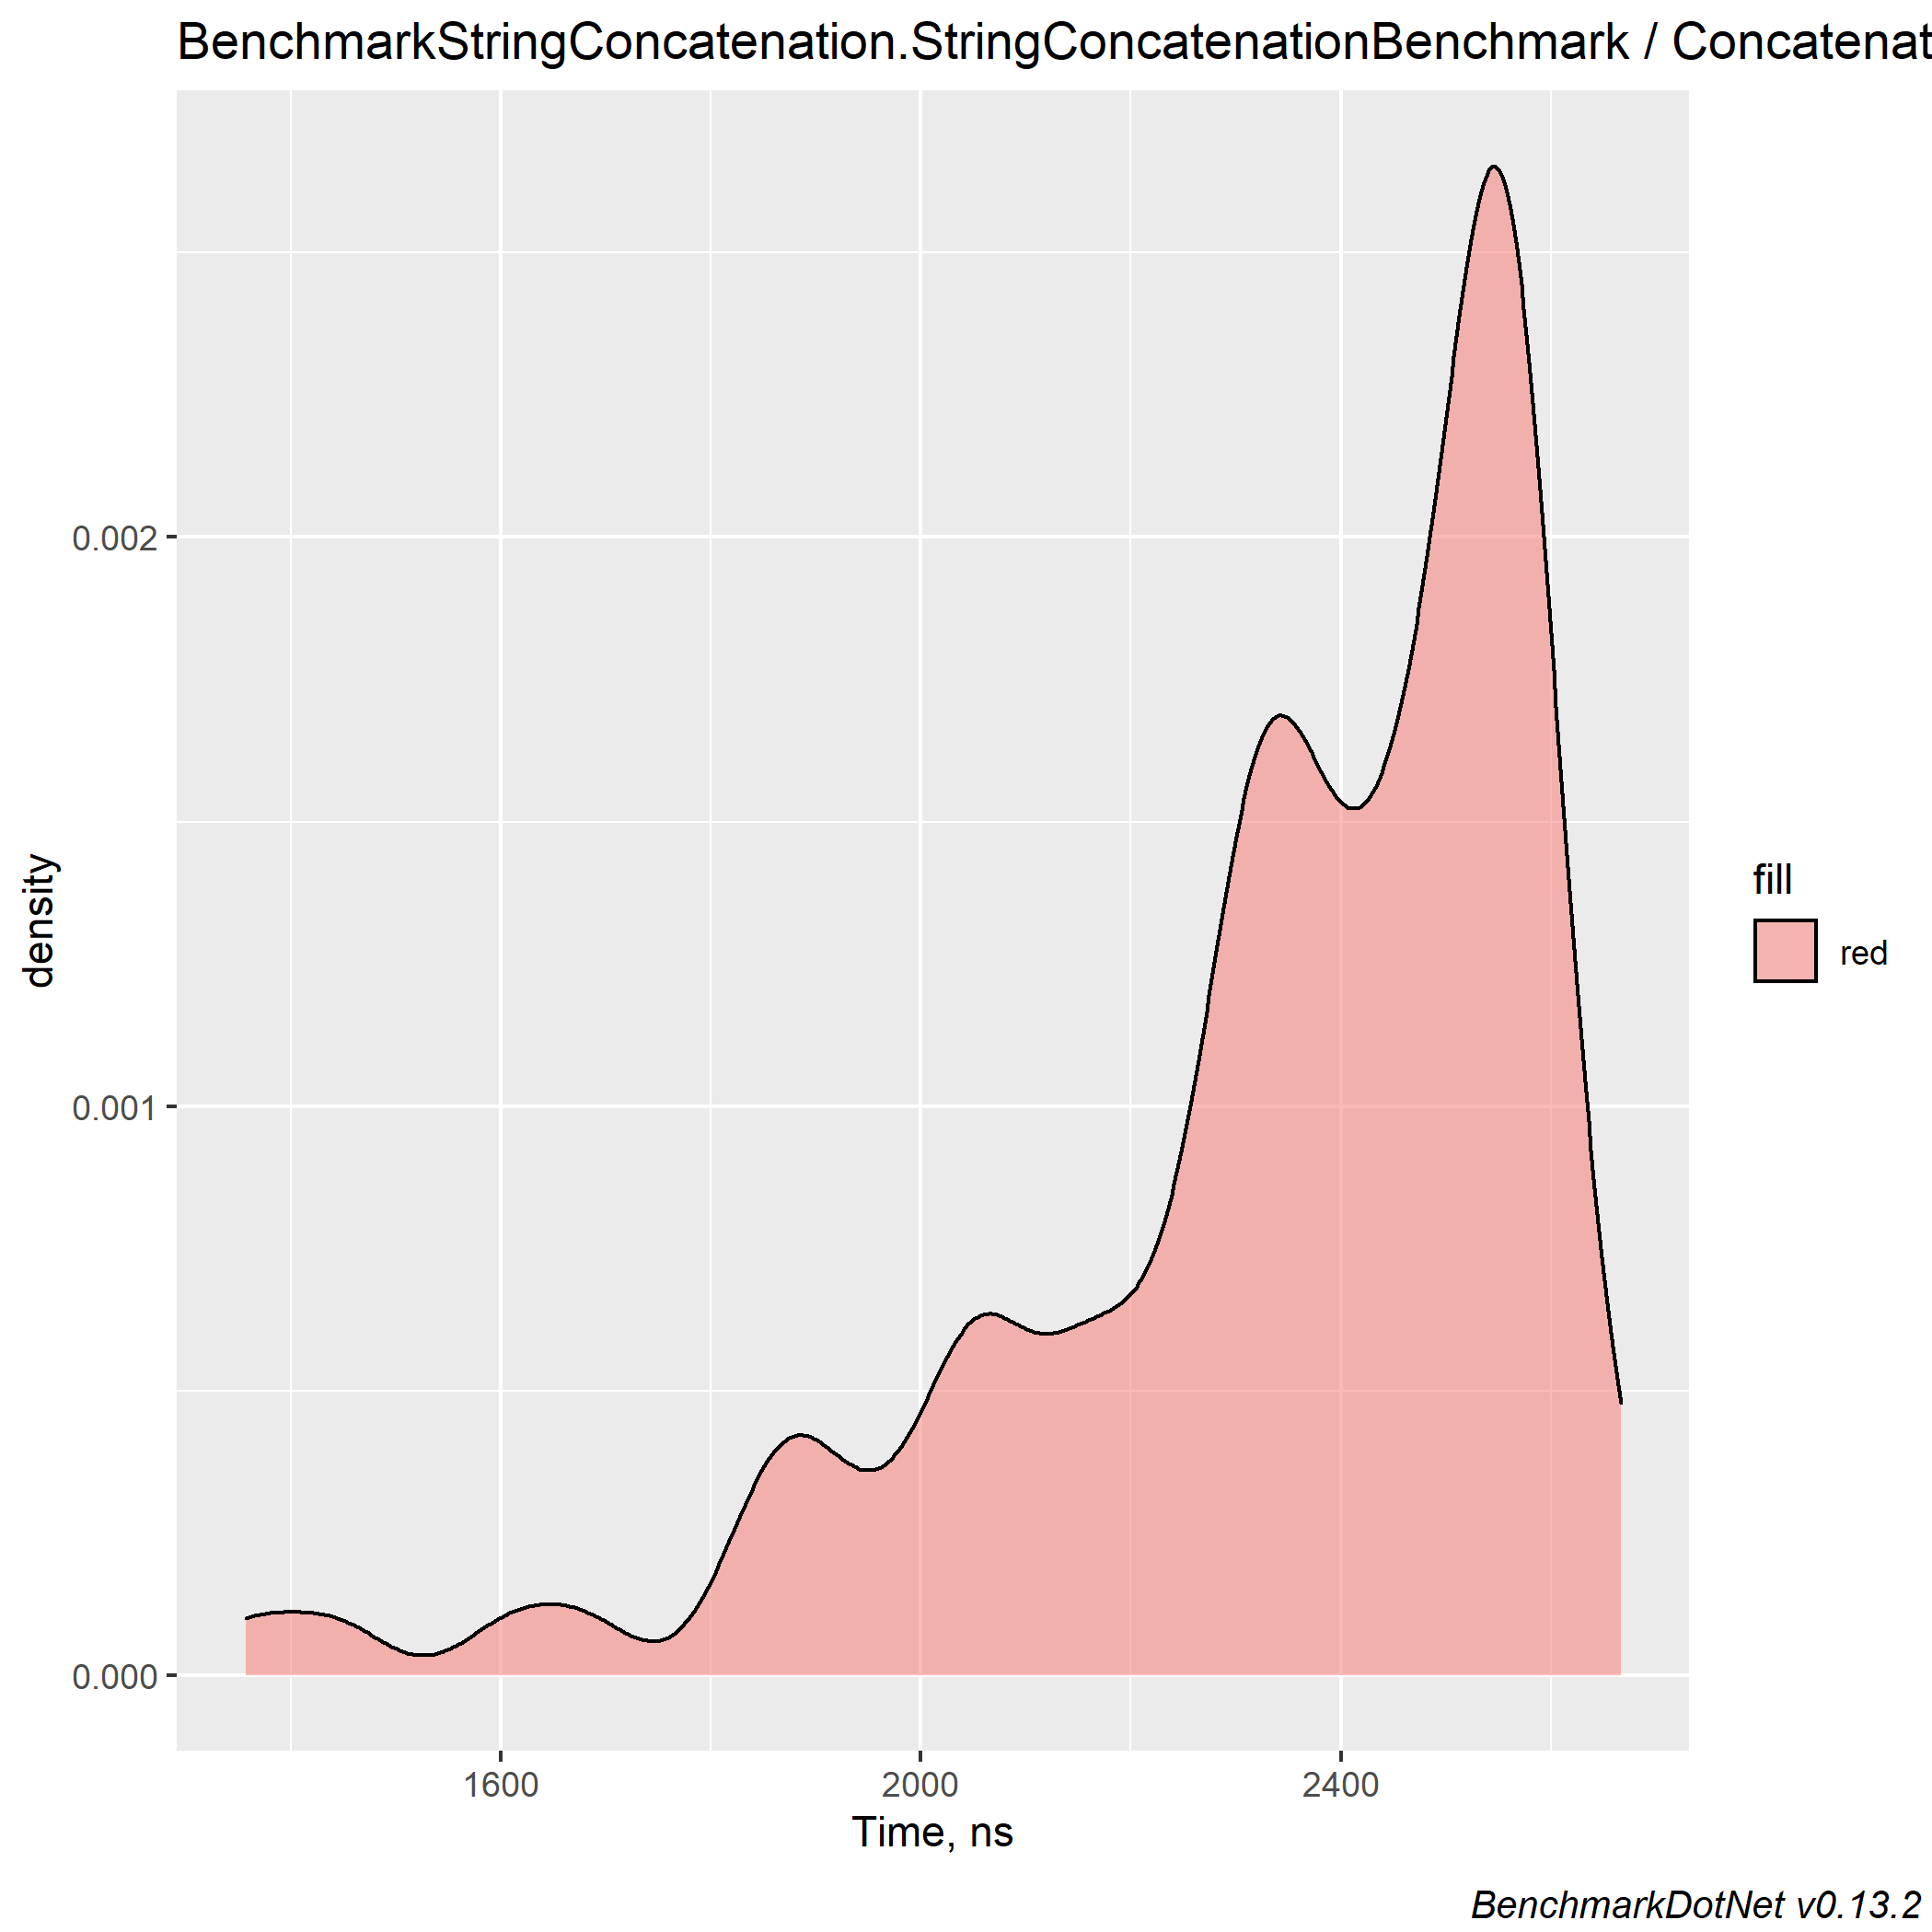 BenchmarkStringConcatenation.StringConcatenationBenchmark / Concatenat
0.002
0.001
0.000
density
1600 2000 2400
Time, ns
fill
red
BenchmarkDotNet v0.13.2